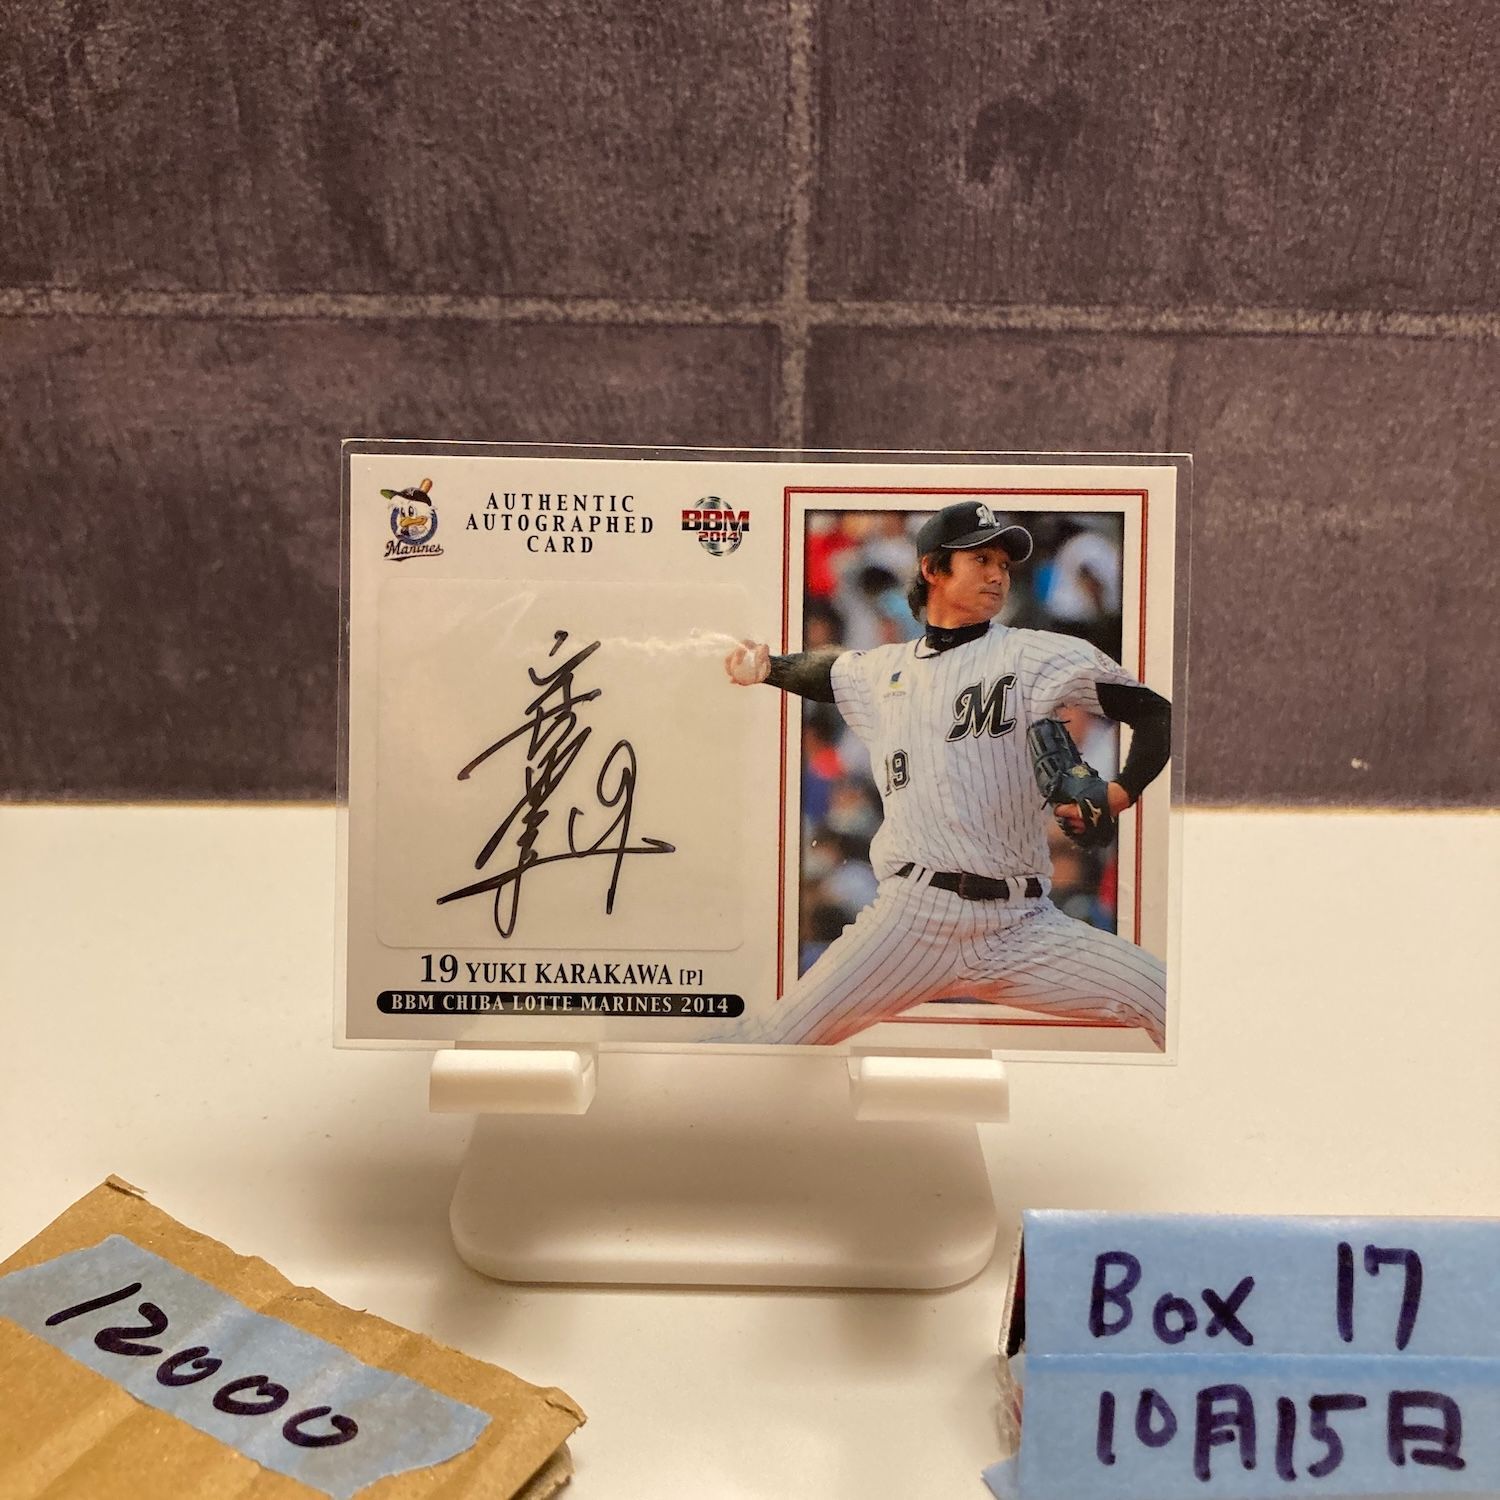 AUTHENTIC
AUTOGRAPHED
CARD
Marines
BBM
2014
M
M
19
19
19 YUKI KARAKAWA [P]
BBM CHIBA LOTTE MARINES 2014
12000
Box 17
10月15日